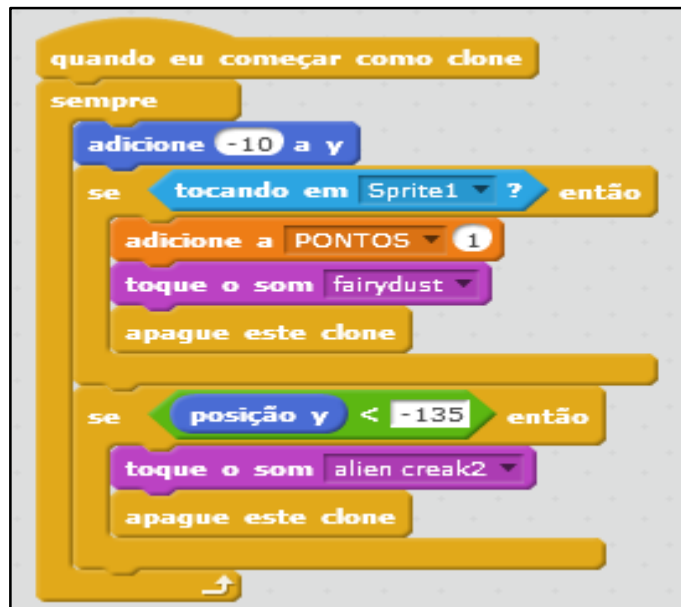 quando eu começar como clone
sempre
adicione -10 a y
se tocando em Sprite1 ? então
adicione a PONTOS 1
toque o som fairydust
apague este clone
se posição y < -135 então
toque o som alien creak2
apague este clone